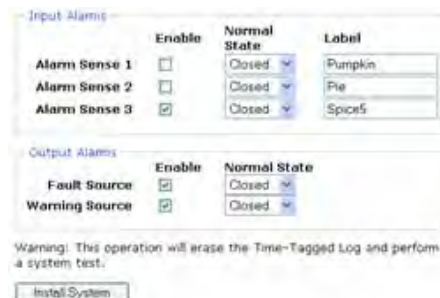 Input Alarms
Enable Normal State Label
Alarm Sense 1 Closed Pumpkin
Alarm Sense 2 Closed Pie
Alarm Sense 3 Closed Spice5
Output Alarms
Enable Normal State
Fault Source Closed
Warning Source Closed
Warning: This operation will erase the Time-Tagged Log and perform
a system test.
Install System